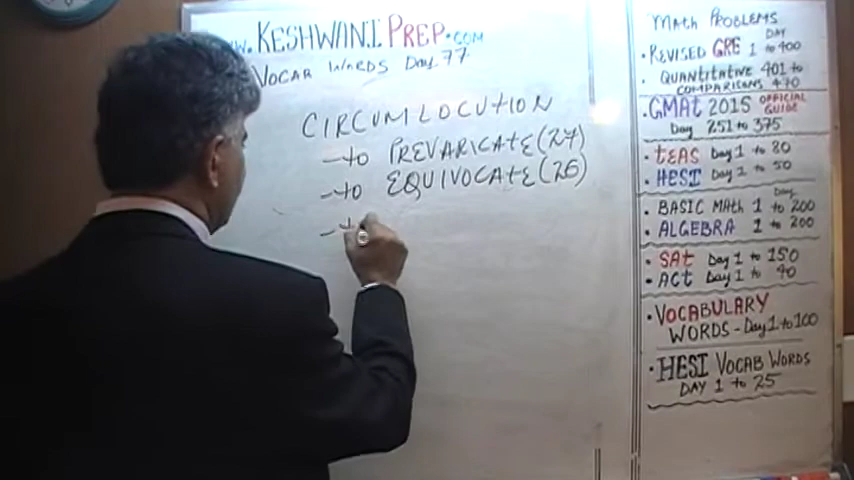 WWW.KESHWANIPREP.COM
VOCAB WORDS Day 77
CIRCUMLOCUTION
- to PREVARICATE (27)
- to EQUIVOCATE (26)
- t
MATH PROBLEMS
DAY
• REVISED GRE 1 to 400
• QUANTITATIVE 401 to
COMPARISONS 470
• GMAT 2015 OFFICIAL GUIDE
Day 251 to 375
• TEAS Day 1 to 20
• HESI Day 1 to 50
Day
• BASIC MATH 1 to 200
• ALGEBRA 1 to 200
• SAT Day 1 to 150
• ACT Day 1 to 40
• VOCABULARY
WORDS - Day 1 to 100
• HESI VOCAB WORDS
DAY 1 to 25